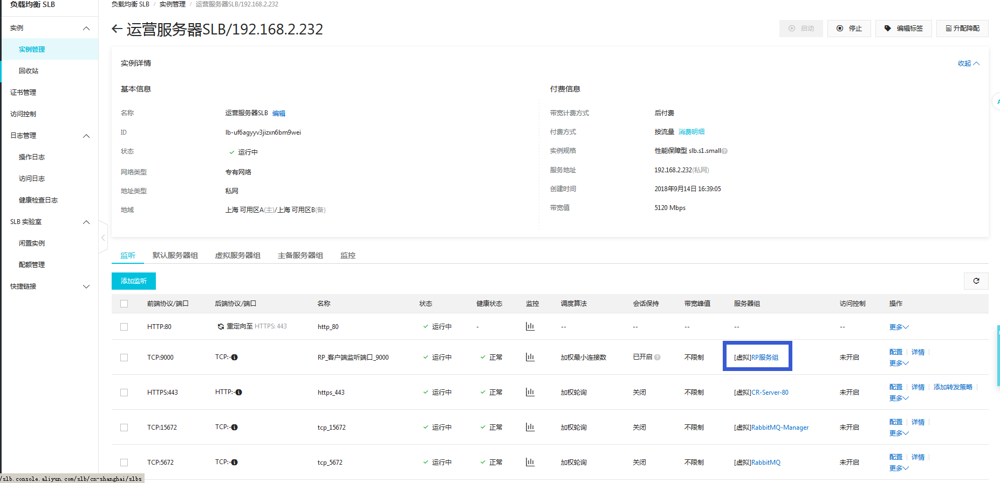 负载均衡 SLB
实例
实例管理
回收站
证书管理
访问控制
日志管理
操作日志
访问日志
健康检查日志
SLB 实验室
闲置实例
配额管理
快捷链接
负载均衡 SLB / 实例管理 / 运营服务器SLB/192.168.2.232
运营服务器SLB/192.168.2.232
启动 停止 编辑标签 升配降配
实例详情 收起
基本信息
名称 运营服务器SLB 编辑
ID lb-uf6agyyv3jizxn6bm9wei
状态 运行中
网络类型 专有网络
地址类型 私网
地域 上海 可用区A(主)/上海 可用区B(备)
付费信息
带宽计费方式 后付费
付费方式 按流量 消费明细
实例规格 性能保障型 slb.s1.small
服务地址 192.168.2.232(私网)
创建时间 2018年9月14日 16:39:05
带宽值 5120 Mbps
监听 默认服务器组 虚拟服务器组 主备服务器组 监控
添加监听
前端协议/端口 后端协议/端口 名称 状态 健康状态 监控 调度算法 会话保持 带宽峰值 服务器组 访问控制 操作
HTTP:80 重定向至 HTTPS: 443 http_80 运行中 - -- -- -- -- -- 更多
TCP:9000 TCP:- RP_客户端监听端口_9000 运行中 正常 加权最小连接数 已开启 不限制 [虚拟]RP服务组 未开启 配置 详情
更多
HTTPS:443 HTTP:- https_443 运行中 正常 加权轮询 关闭 不限制 [虚拟]CR-Server-80 未开启 配置 详情 添加转发策略
更多
TCP:15672 TCP:- tcp_15672 运行中 正常 加权轮询 关闭 不限制 [虚拟]RabbitMQ-Manager 未开启 配置 详情
更多
TCP:5672 TCP:- tcp_5672 运行中 正常 加权轮询 关闭 不限制 [虚拟]RabbitMQ 未开启 配置 详情
更多
/slb.console.aliyun.com/slb/cn-shanghai/slbs